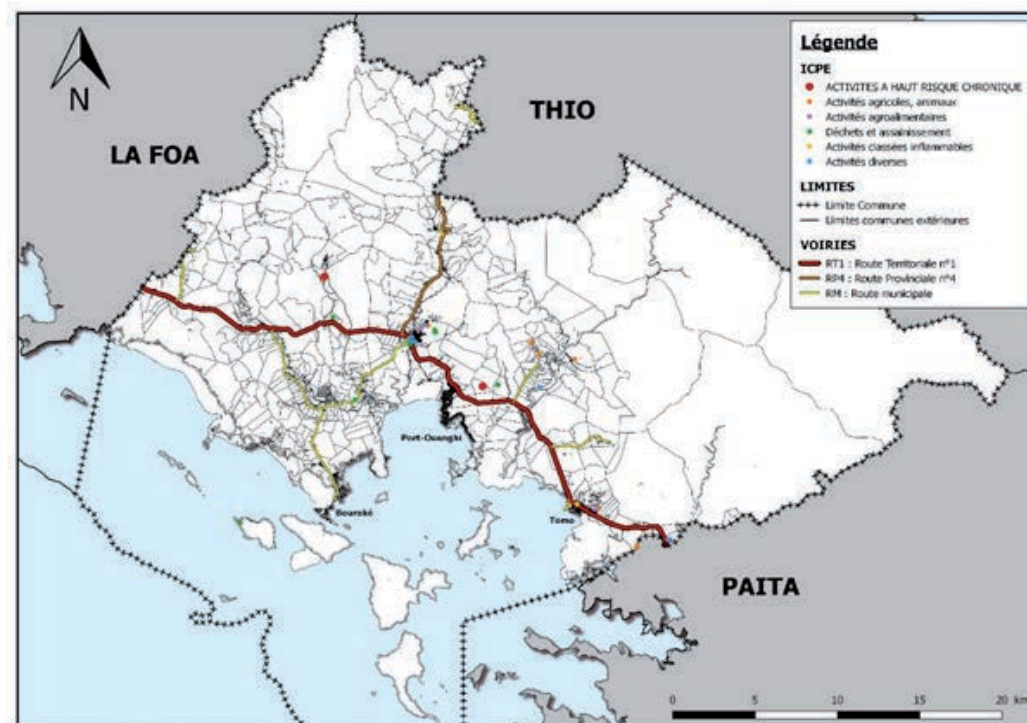 N
LA FOA
THIO
PAITA
Port-Ouenghi
Bouraké
Tomo
Légende
ICPE
ACTIVITES A HAUT RISQUE CHRONIQUE
Activités agricoles, animaux
Activités agroalimentaires
Déchets et assainissement
Activités classées inflammables
Activités diverses
LIMITES
Limite Commune
Limites communes extérieures
VOIRIES
RT1 : Route Territoriale n°1
RP4 : Route Provinciale n°4
RM : Route municipale
0 5 10 15 20 km